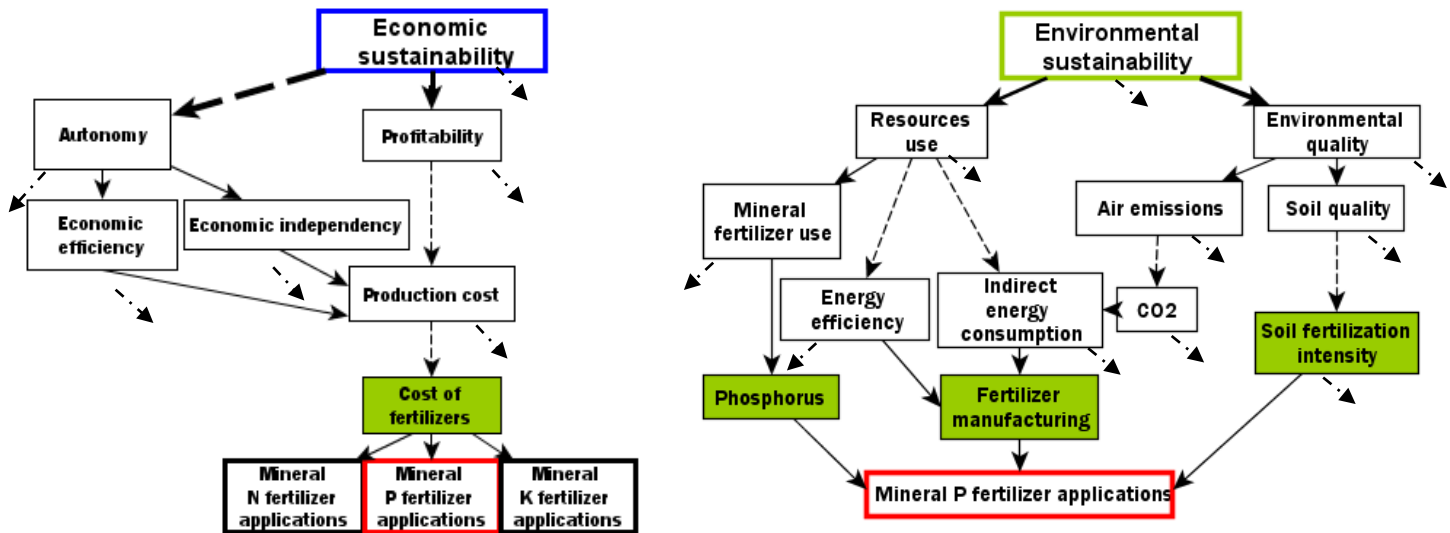 Economic
sustainability
Autonomy
Profitability
Economic
efficiency
Economic independency
Production cost
Cost of
fertilizers
Mineral
N fertilizer
applications
Mineral
P fertilizer
applications
Mineral
K fertilizer
applications
Environmental
sustainability
Resources
use
Environmental
quality
Mineral
fertilizer use
Air emissions
Soil quality
Energy
efficiency
Indirect
energy
consumption
CO2
Soil fertilization
intensity
Phosphorus
Fertilizer
manufacturing
Mineral P fertilizer applications